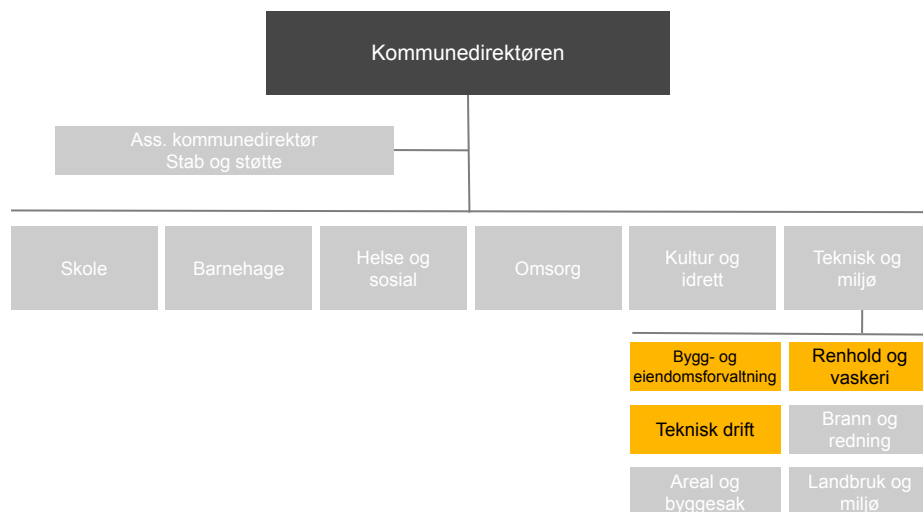 Kommunedirektøren
Ass. kommunedirektør
Stab og støtte
Skole
Barnehage
Helse og
sosial
Omsorg
Kultur og
idrett
Teknisk og
miljø
Bygg- og
eiendomsforvaltning
Renhold og
vaskeri
Teknisk drift
Brann og
redning
Areal og
byggesak
Landbruk og
miljø